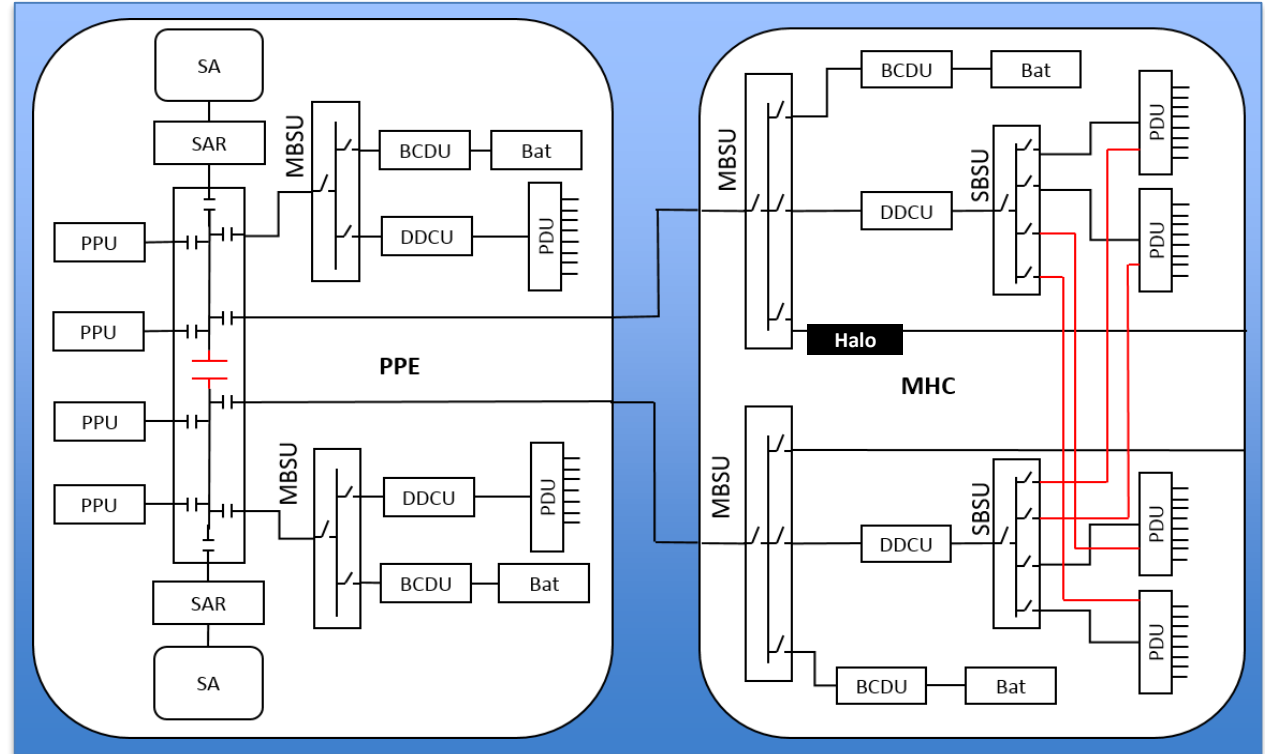 SA
SAR
PPU
PPU
PPU
PPU
SAR
SA
MBSU
BCDU
Bat
DDCU
PDU
PPE
MBSU
DDCU
PDU
BCDU
Bat
MBSU
BCDU
Bat
DDCU
SBSU
PDU
PDU
Halo
MHC
MBSU
DDCU
SBSU
PDU
PDU
BCDU
Bat